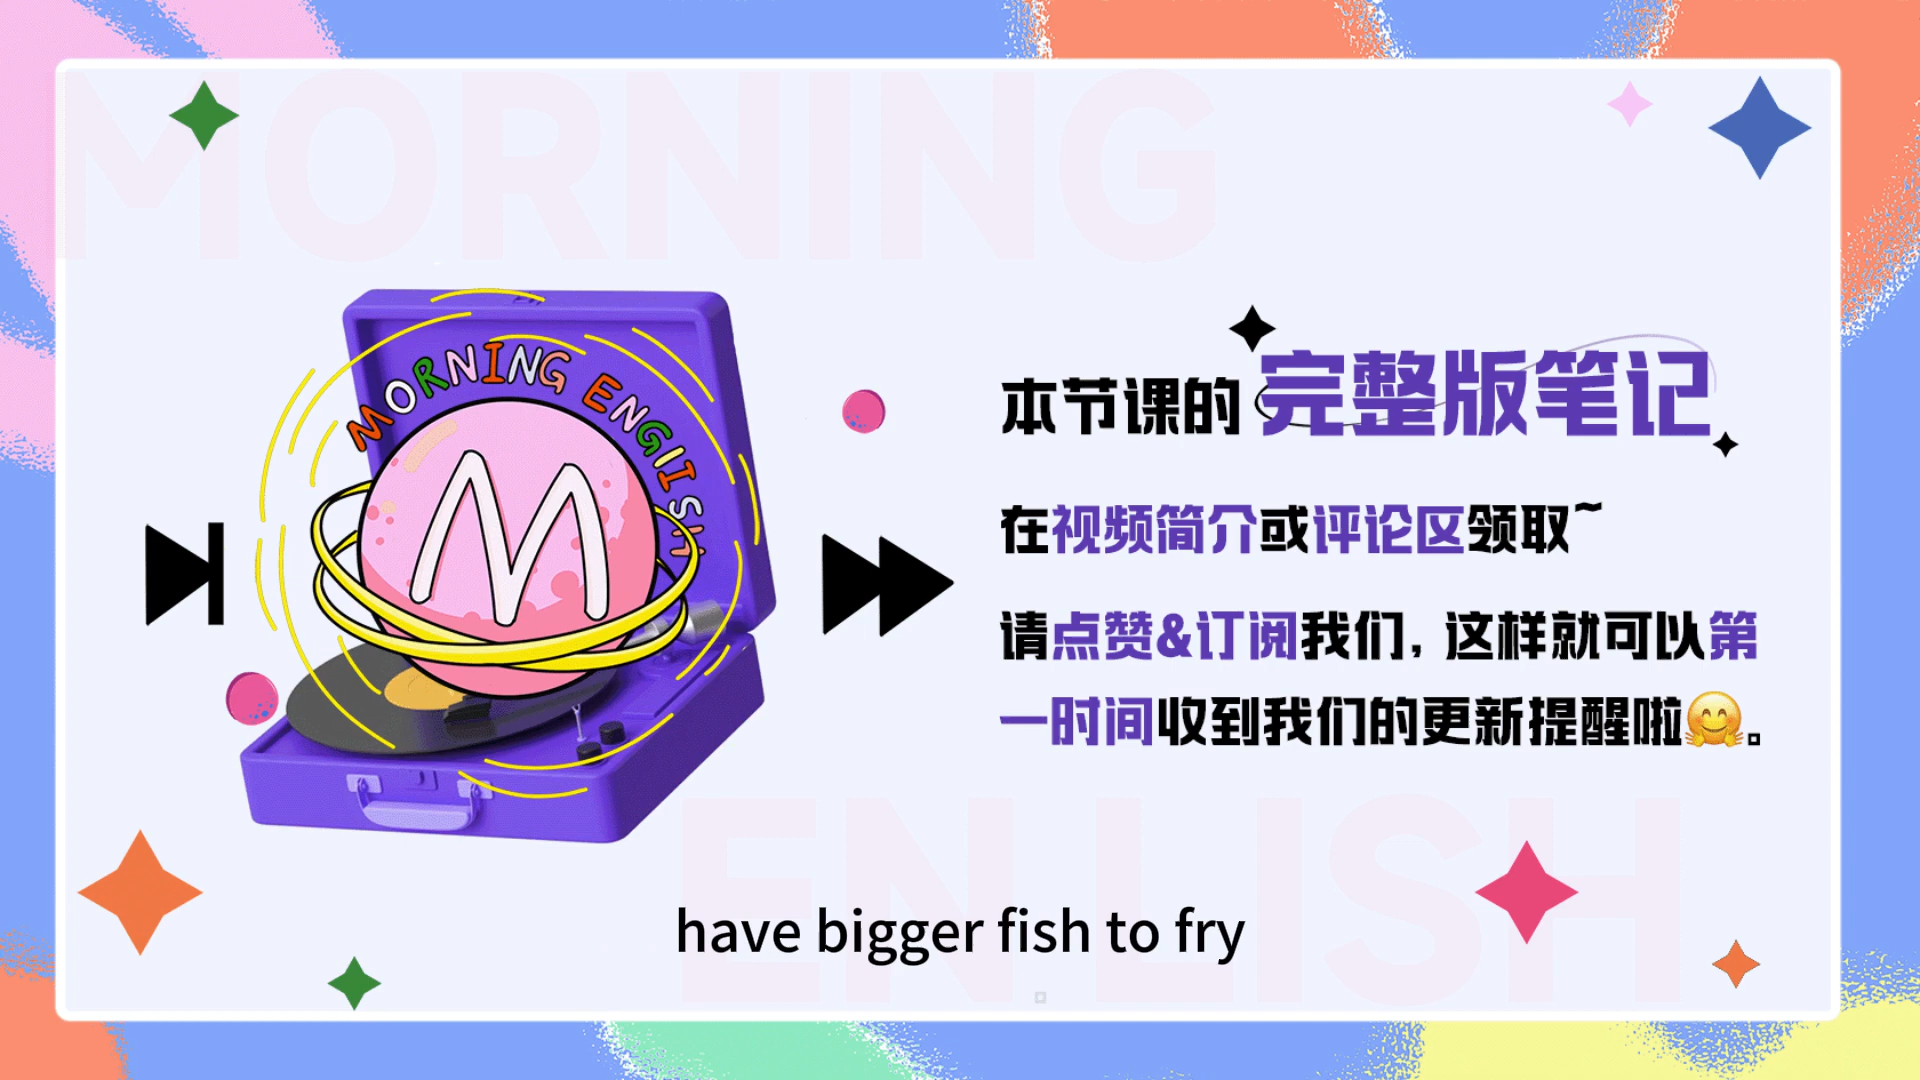 MORNING
MORNING ENGLISH
M
本节课的 完整版笔记
在视频简介或评论区领取~
请点赞&订阅我们，这样就可以第
一时间收到我们的更新提醒啦🤗。
EN LISH
have bigger fish to fry